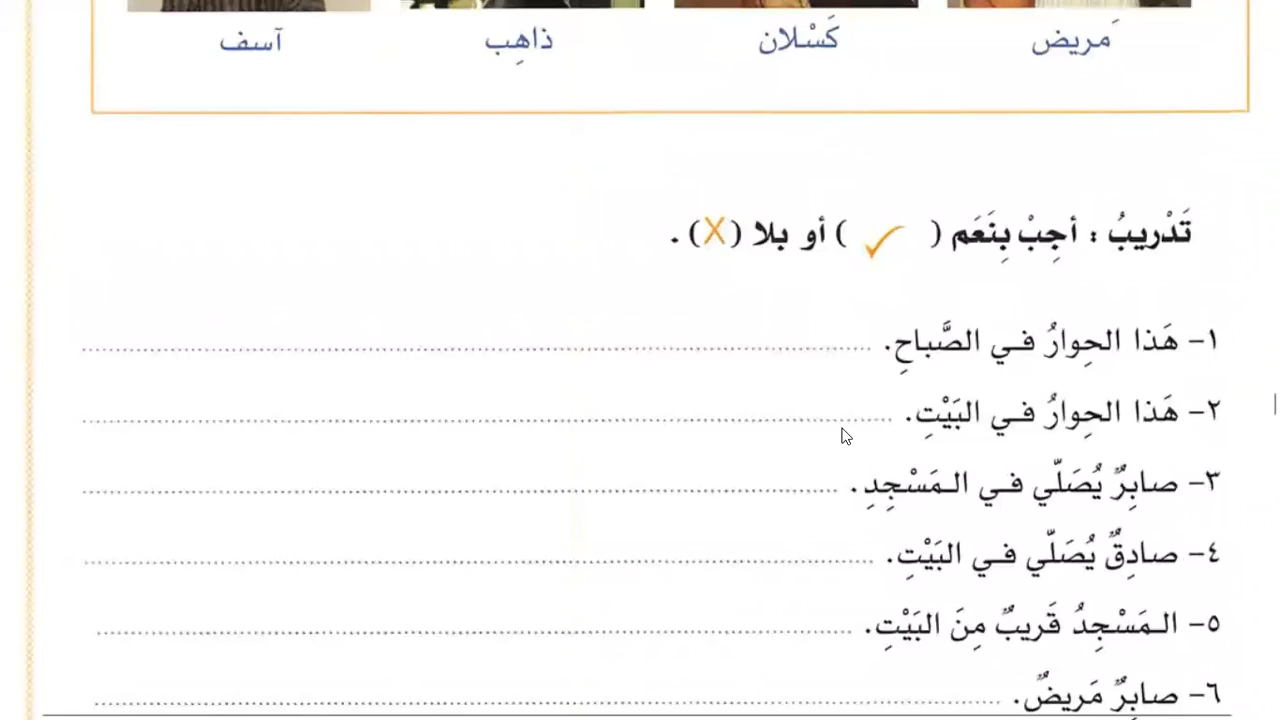 مَريض كَسْلان ذاهِب آسف
تَدْريبُ : أجِبْ بِنَعَم ( ✓ ) أو بلا (X) .
١- هَذا الحِوارُ في الصَّباحِ. ........................
٢- هَذا الحِوارُ في البَيْتِ. ........................
٣- صابِرٌ يُصَلّي في المَسْجِدِ. ........................
٤- صادِقٌ يُصَلّي في البَيْتِ. ........................
٥- المَسْجِدُ قَريبٌ مِنَ البَيْتِ. ........................
٦- صابِرٌ مَريضٌ. ........................